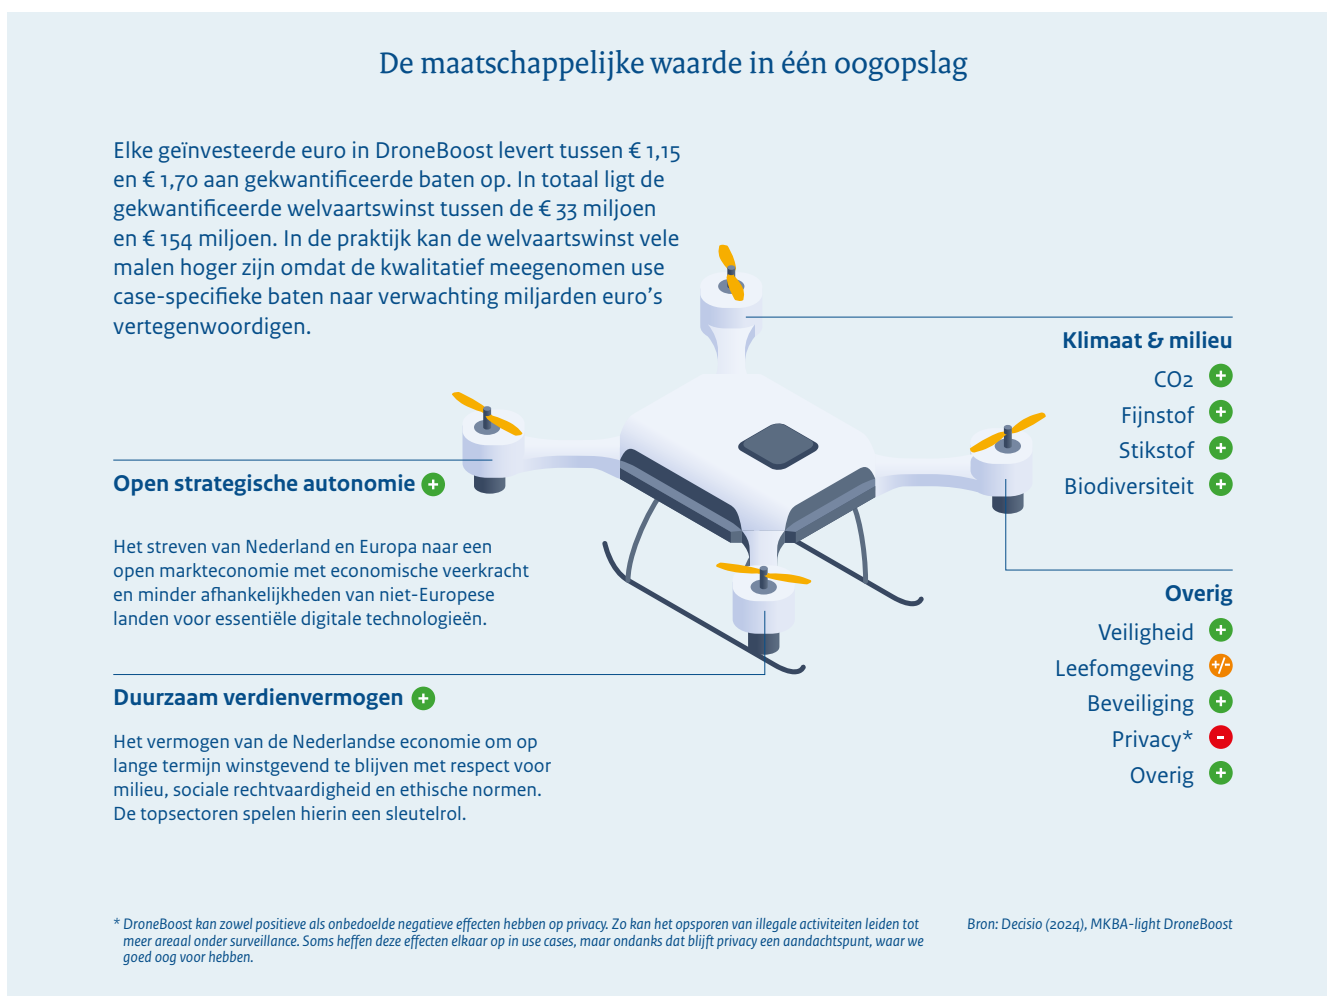 De maatschappelijke waarde in één oogopslag
Elke geïnvesteerde euro in DroneBoost levert tussen € 1,15
en € 1,70 aan gekwantificeerde baten op. In totaal ligt de
gekwantificeerde welvaartswinst tussen de € 33 miljoen
en € 154 miljoen. In de praktijk kan de welvaartswinst vele
malen hoger zijn omdat de kwalitatief meegenomen use
case-specifieke baten naar verwachting miljarden euro’s
vertegenwoordigen.
Open strategische autonomie +
Het streven van Nederland en Europa naar een
open markteconomie met economische veerkracht
en minder afhankelijkheden van niet-Europese
landen voor essentiële digitale technologieën.
Duurzaam verdienvermogen +
Het vermogen van de Nederlandse economie om op
lange termijn winstgevend te blijven met respect voor
milieu, sociale rechtvaardigheid en ethische normen.
De topsectoren spelen hierin een sleutelrol.
Klimaat & milieu
CO2 +
Fijnstof +
Stikstof +
Biodiversiteit +
Overig
Veiligheid +
Leefomgeving +/-
Beveiliging +
Privacy* -
Overig +
* DroneBoost kan zowel positieve als onbedoelde negatieve effecten hebben op privacy. Zo kan het opsporen van illegale activiteiten leiden tot
meer areaal onder surveillance. Soms heffen deze effecten elkaar op in use cases, maar ondanks dat blijft privacy een aandachtspunt, waar we
goed oog voor hebben.
Bron: Decisio (2024), MKBA-light DroneBoost